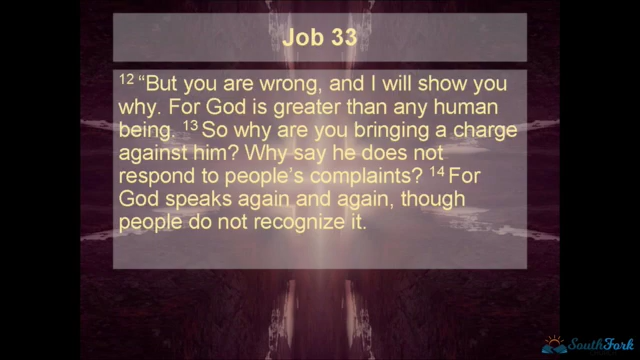 Job 33
12 “But you are wrong, and I will show you
why. For God is greater than any human
being. 13 So why are you bringing a charge
against him? Why say he does not
respond to people’s complaints? 14 For
God speaks again and again, though
people do not recognize it.
SouthFork